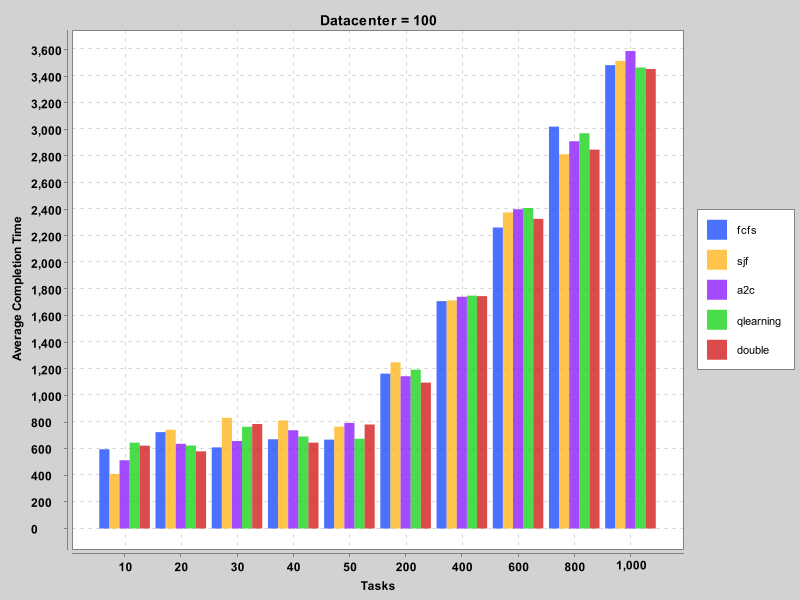 Datacenter = 100
Average Completion Time
3,600
3,400
3,200
3,000
2,800
2,600
2,400
2,200
2,000
1,800
1,600
1,400
1,200
1,000
800
600
400
200
0
10 20 30 40 50 200 400 600 800 1,000
Tasks
fcfs
sjf
a2c
qlearning
double